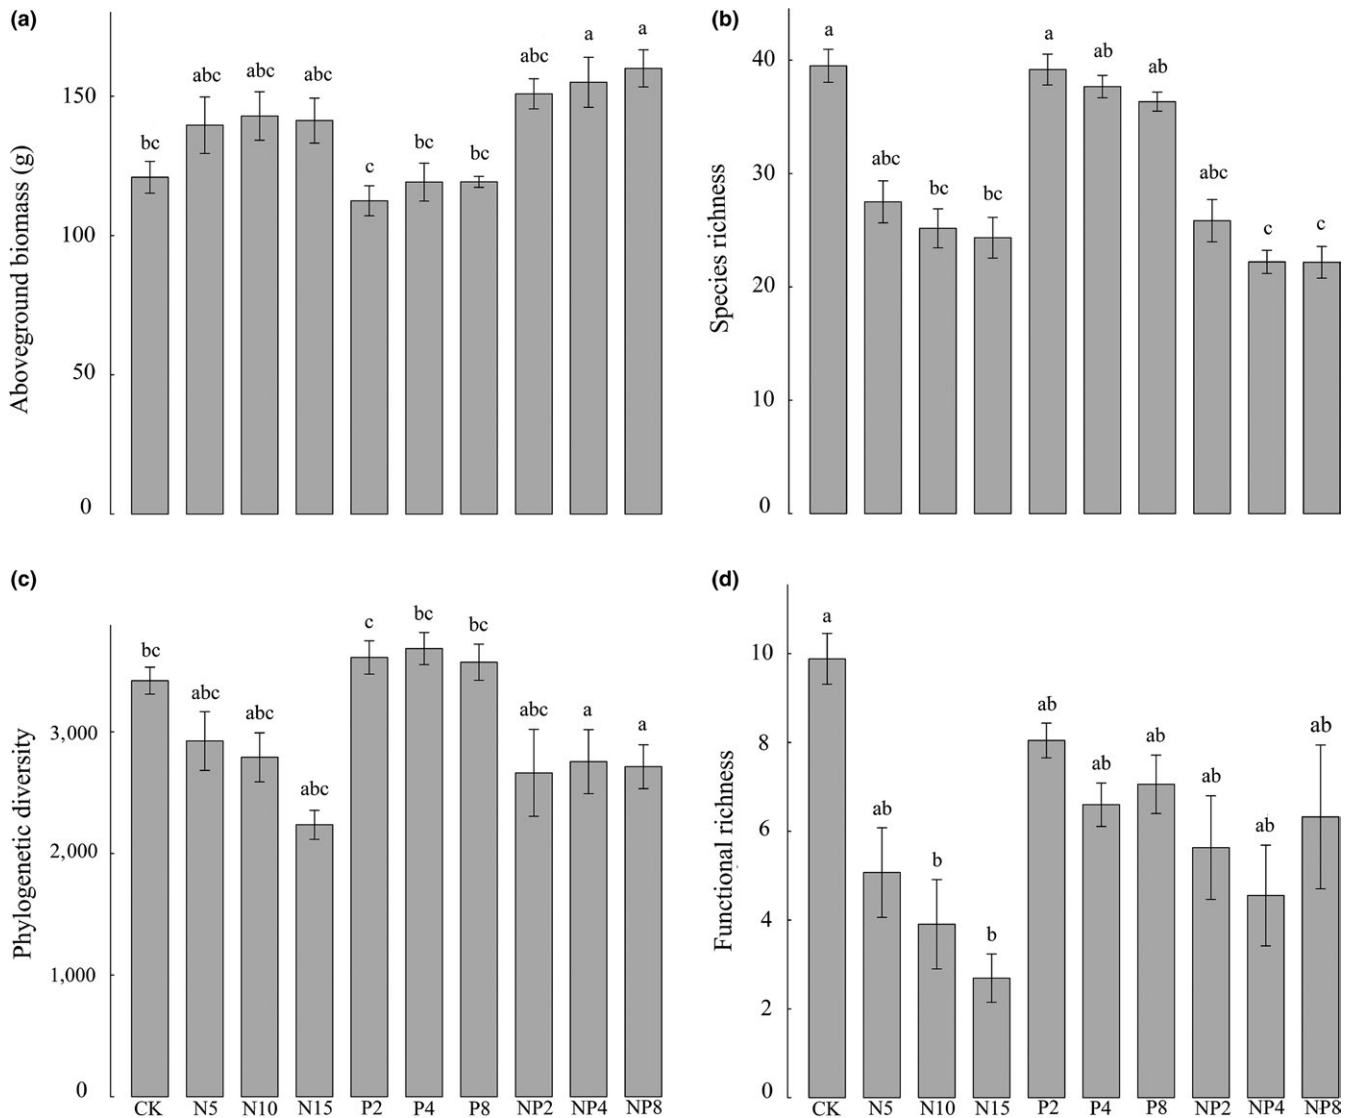 (a)
Aboveground biomass (g)
150
100
50
0
bc
abc
abc
abc
c
bc
bc
abc
a
a
(b)
Species richness
40
30
20
10
0
a
abc
bc
bc
a
ab
ab
abc
c
c
(c)
Phylogenetic diversity
3,000
2,000
1,000
0
bc
abc
abc
abc
c
bc
bc
abc
a
a
CK N5 N10 N15 P2 P4 P8 NP2 NP4 NP8
(d)
Functional richness
10
8
6
4
2
0
a
ab
b
b
ab
ab
ab
ab
ab
ab
CK N5 N10 N15 P2 P4 P8 NP2 NP4 NP8